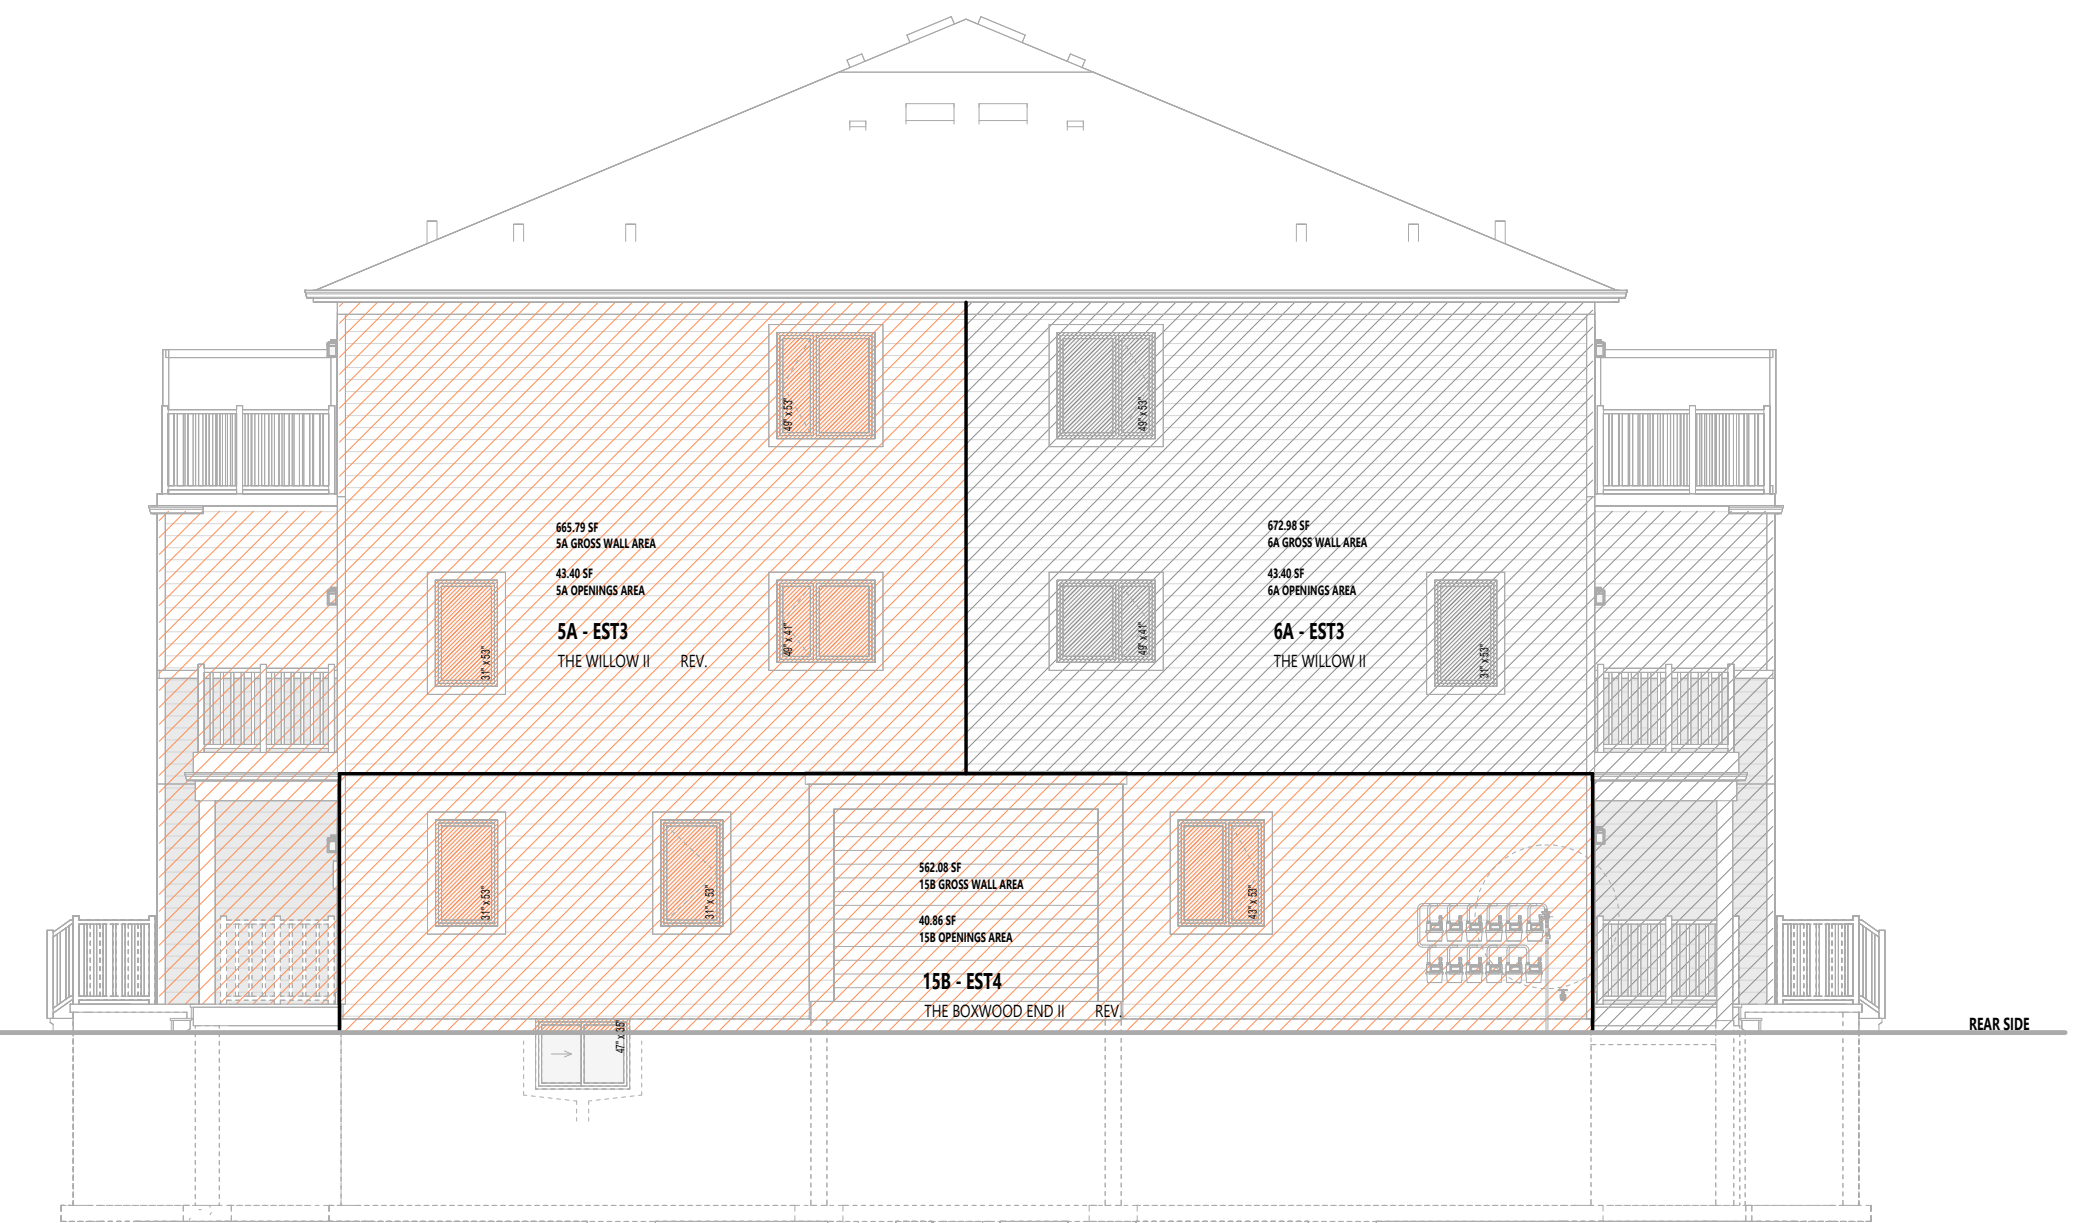 49" x 53"
49" x 53"
665.79 SF
5A GROSS WALL AREA
43.40 SF
5A OPENINGS AREA
5A - EST3
THE WILLOW II REV.
31" x 53"
49" x 41"
672.98 SF
6A GROSS WALL AREA
43.40 SF
6A OPENINGS AREA
6A - EST3
THE WILLOW II
49" x 41"
31" x 53"
31" x 53"
31" x 53"
562.08 SF
15B GROSS WALL AREA
40.86 SF
15B OPENINGS AREA
15B - EST4
THE BOXWOOD END II REV.
43" x 53"
47" x 35"
REAR SIDE